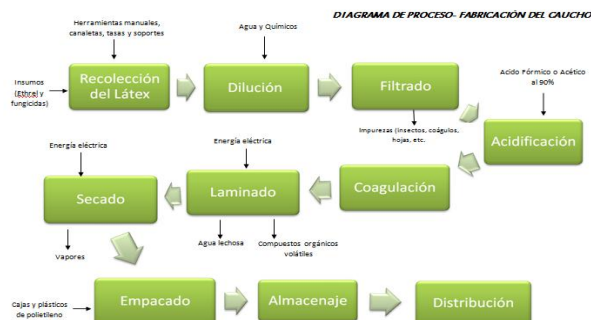 DIAGRAMA DE PROCESO- FABRICACIÓN DEL CAUCHO
Herramientas manuales,
canaletas, tasas y soportes
Agua y Químicos
Insumos
(Ethrel y
fungicidas)
Recolección
del Látex
Dilución
Filtrado
Acido Fórmico o Acético
al 90%
Impurezas (insectos, coágulos,
hojas, etc.
Acidificación
Energía eléctrica
Energía eléctrica
Secado
Laminado
Coagulación
Vapores
Agua lechosa
Compuestos orgánicos
volátiles
Cajas y plásticos
de polietileno
Empacado
Almacenaje
Distribución